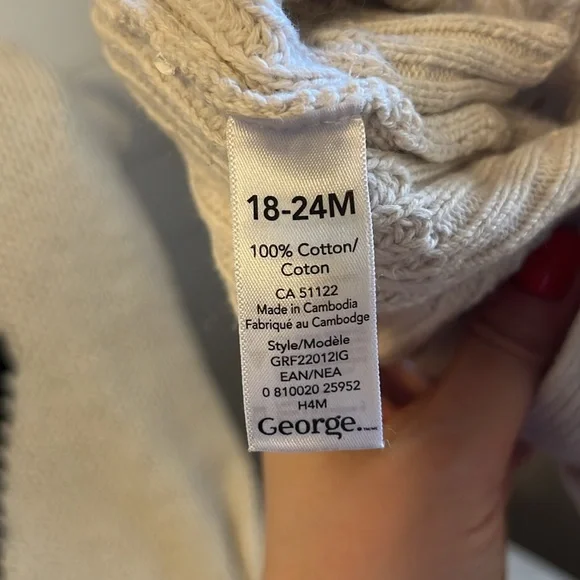 18-24M
100% Cotton/
Coton
CA 51122
Made in Cambodia
Fabriqué au Cambodge
Style/Modèle
GRF22012IG
EAN/NEA
0 810020 25952
H4M
George.